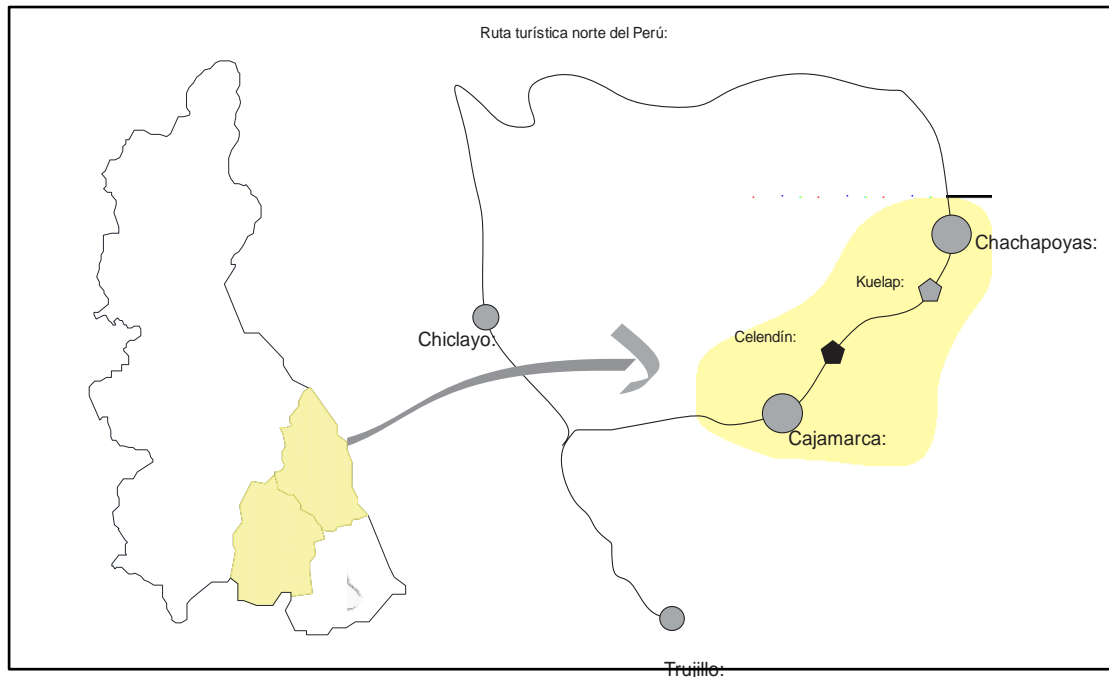 Ruta turística norte del Perú:
Chachapoyas:
Kuelap:
Celendín:
Chiclayo:
Cajamarca:
Trujillo: